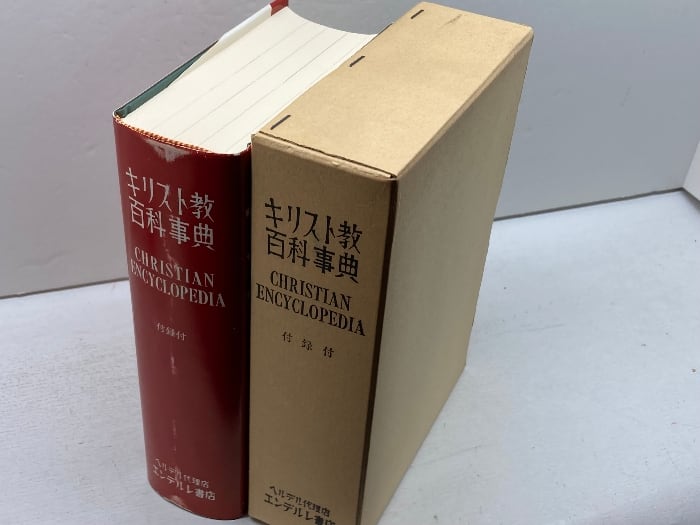 キリスト教
百科事典
CHRISTIAN
ENCYCLOPEDIA
付録付
ヘルデル代理店
エンデルレ書店
キリスト教
百科事典
CHRISTIAN
ENCYCLOPEDIA
付録付
ヘルデル代理店
エンデルレ書店